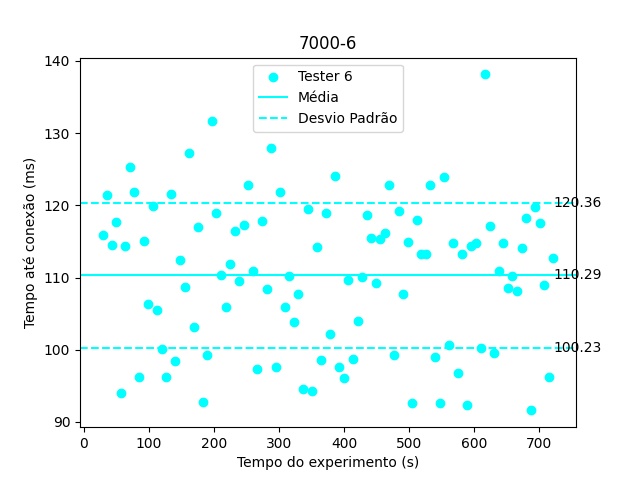 7000-6
140
130
120
110
100
90
Tempo até conexão (ms)
Tester 6
Média
Desvio Padrão
120.36
110.29
100.23
0 100 200 300 400 500 600 700
Tempo do experimento (s)